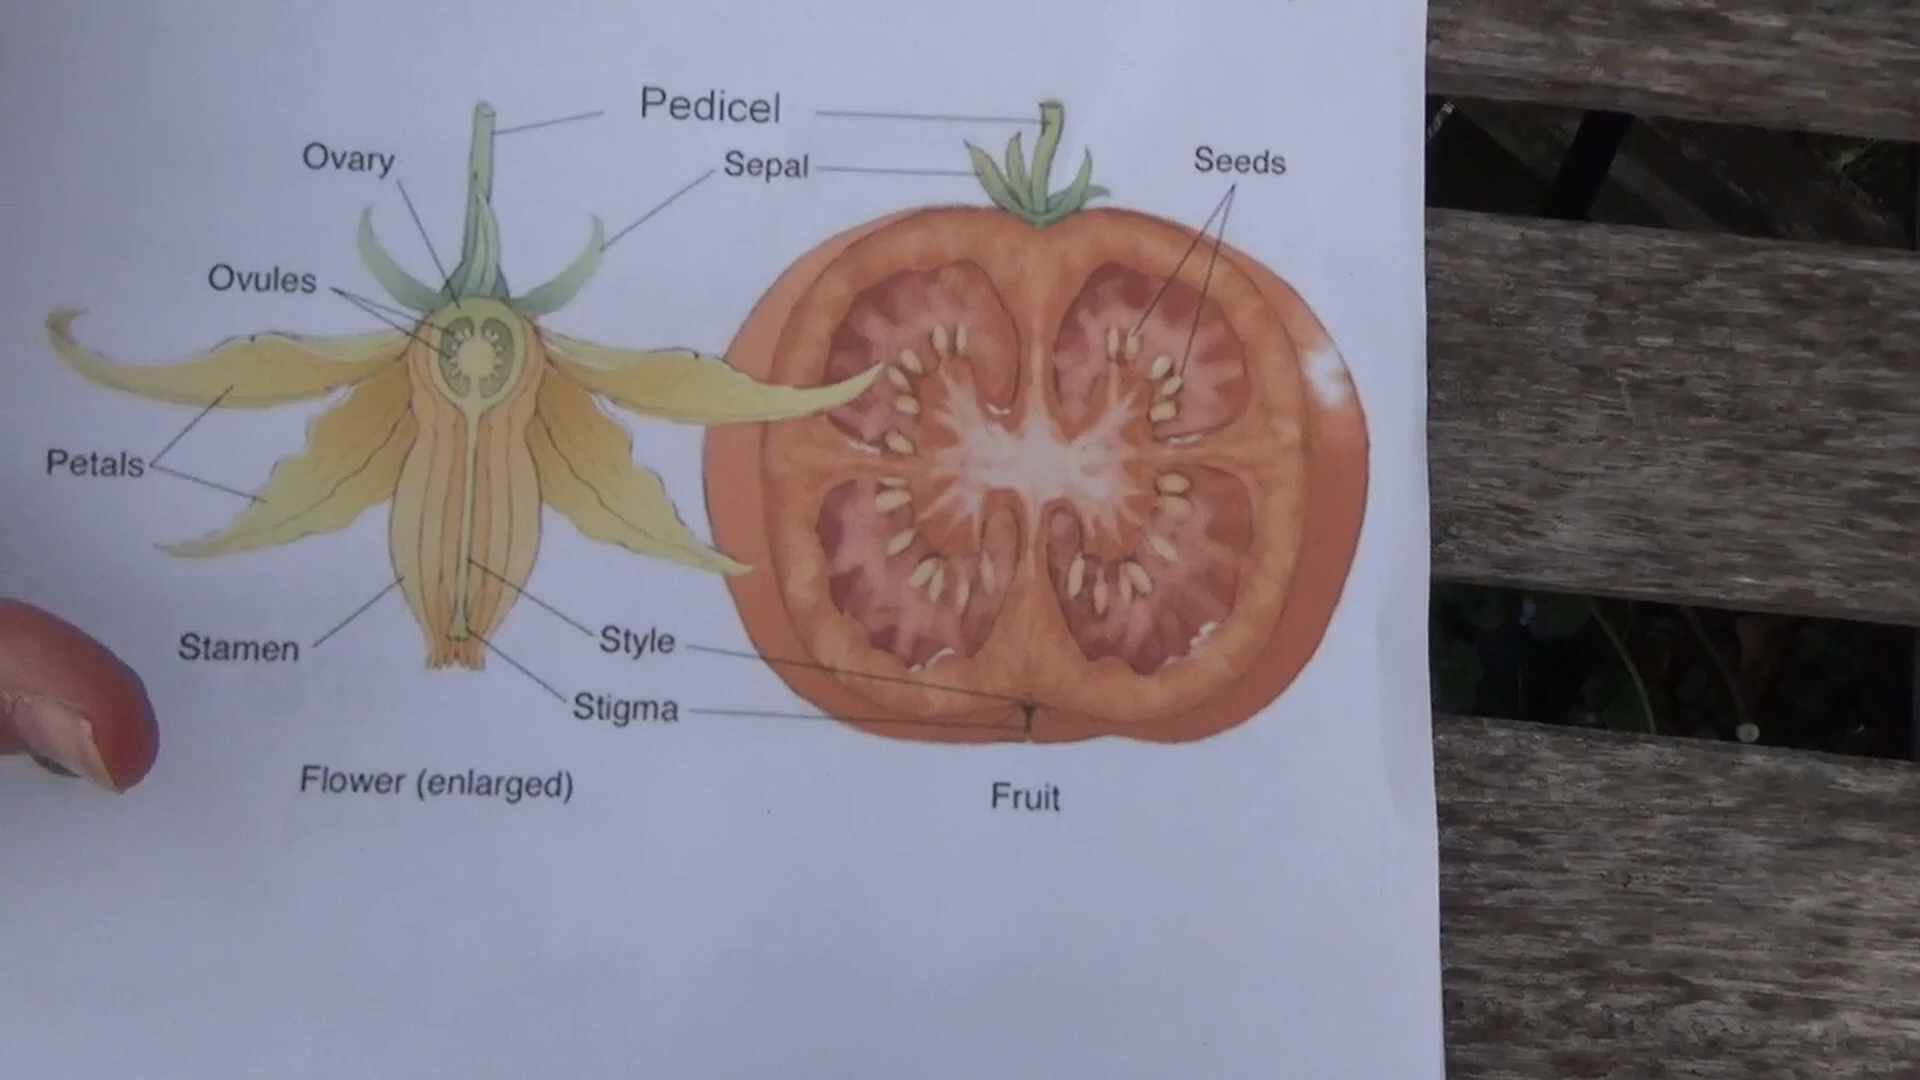 Pedicel
Ovary
Sepal
Seeds
Ovules
Petals
Stamen
Style
Stigma
Flower (enlarged)
Fruit